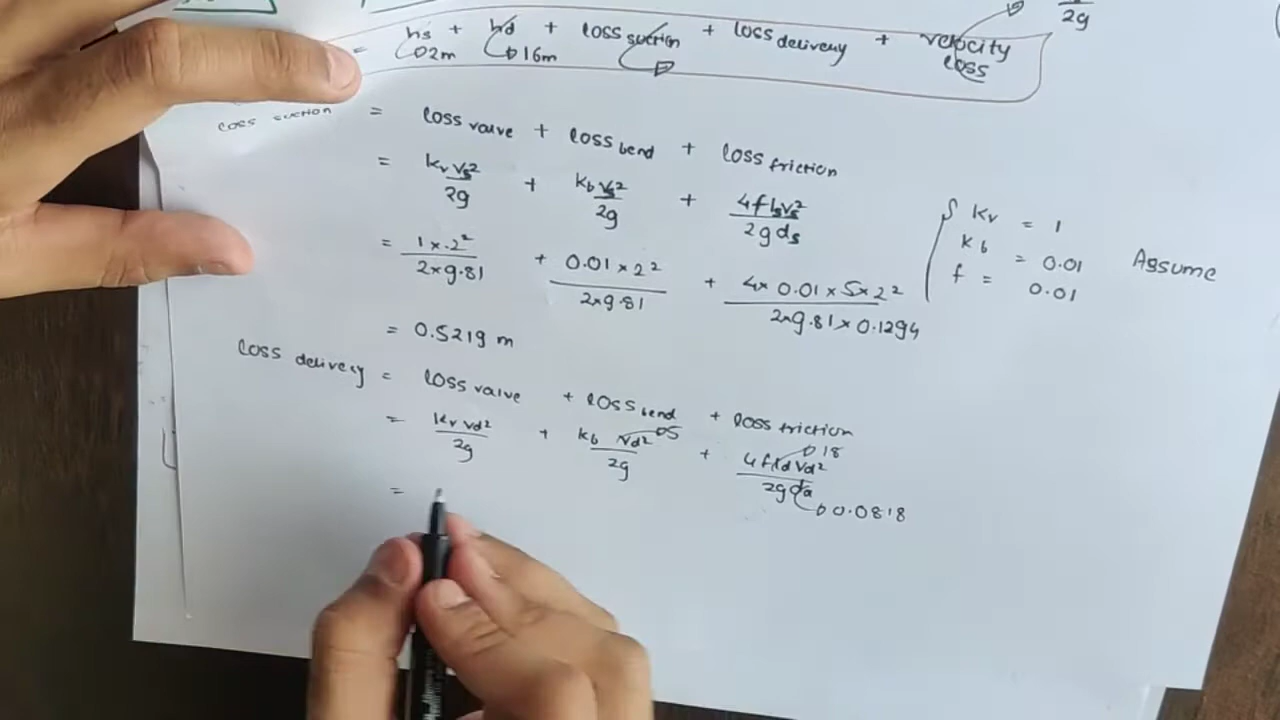 2g
= hs + hd + loss suction + loss delivery + velocity loss
2m 16m
loss suction = loss valve + loss bend + loss friction
= kv vs²/2g + kb vs²/2g + 4f ls vs²/2g ds
= 1×2²/2×9.81 + 0.01×2²/2×9.81 + 4×0.01×5×2²/2×9.81×0.1294
{ kv = 1
kb = 0.01 Assume
f = 0.01
= 0.5219 m
loss delivery = loss valve + loss bend + loss friction
= kv vd²/2g + kb vd²/2g + 4f ld vd²/2g dd
5 18 0.0818
=